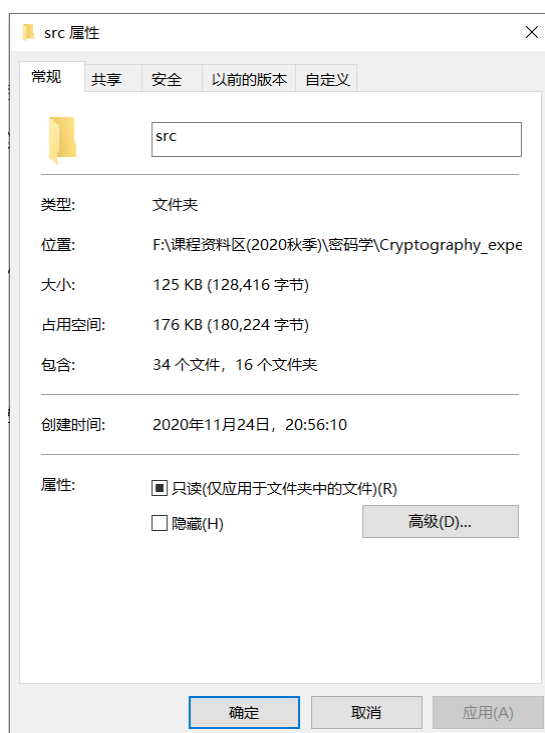 src 属性
常规 共享 安全 以前的版本 自定义
src
类型: 文件夹
位置: F:\课程资料区(2020秋季)\密码学\Cryptography_expe
大小: 125 KB (128,416 字节)
占用空间: 176 KB (180,224 字节)
包含: 34 个文件，16 个文件夹
创建时间: 2020年11月24日，20:56:10
属性: 只读(仅应用于文件夹中的文件)(R)
隐藏(H) 高级(D)...
确定 取消 应用(A)